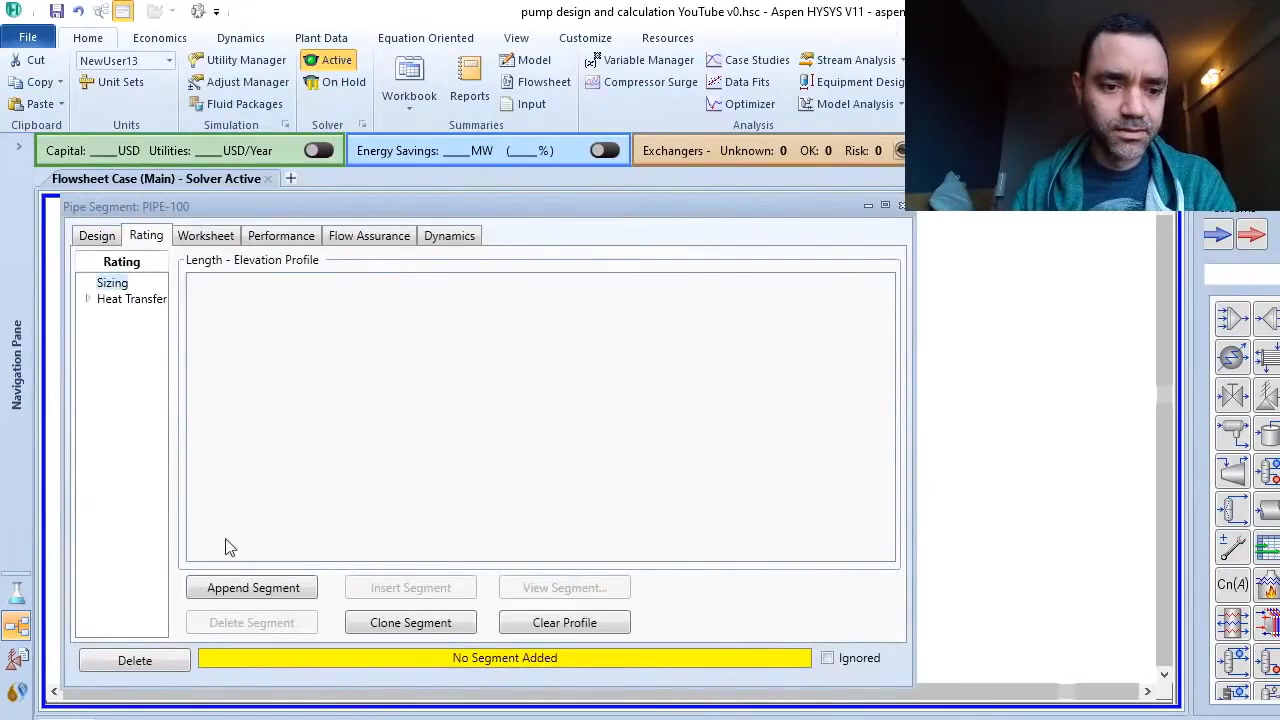 pump design and calculation YouTube v0.hsc - Aspen HYSYS V11 - aspen
File Home Economics Dynamics Plant Data Equation Oriented View Customize Resources
Cut NewUser13 Utility Manager Active Model Variable Manager Case Studies Stream Analysis
Copy Unit Sets Adjust Manager On Hold Workbook Reports Flowsheet Compressor Surge Data Fits Equipment Desig
Paste Fluid Packages Input Optimizer Model Analysis
Clipboard Units Simulation Solver Summaries Analysis
Capital: ____USD Utilities: ____USD/Year Energy Savings: ____MW (____%) Exchangers - Unknown: 0 OK: 0 Risk: 0
Flowsheet Case (Main) - Solver Active
Pipe Segment: PIPE-100
Design Rating Worksheet Performance Flow Assurance Dynamics
Rating
Sizing
Heat Transfer
Length - Elevation Profile
Navigation Pane
Append Segment Insert Segment View Segment...
Delete Segment Clone Segment Clear Profile
Delete No Segment Added Ignored
Cn(A)